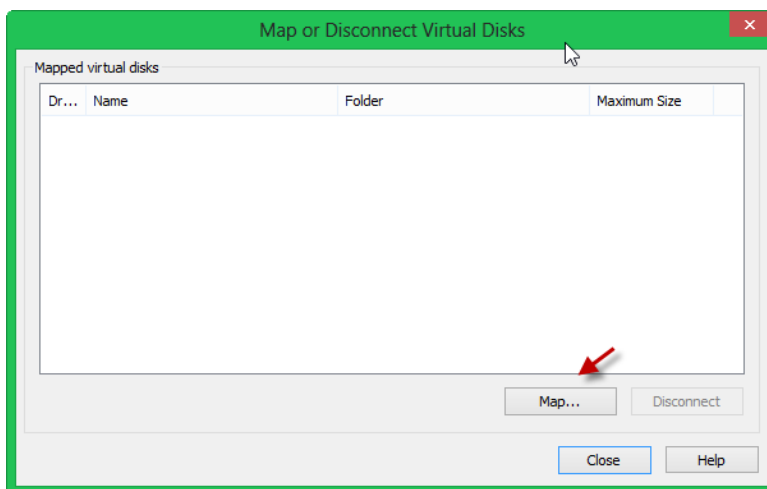 Map or Disconnect Virtual Disks
Mapped virtual disks
Dr... Name Folder Maximum Size
Map... Disconnect
Close Help